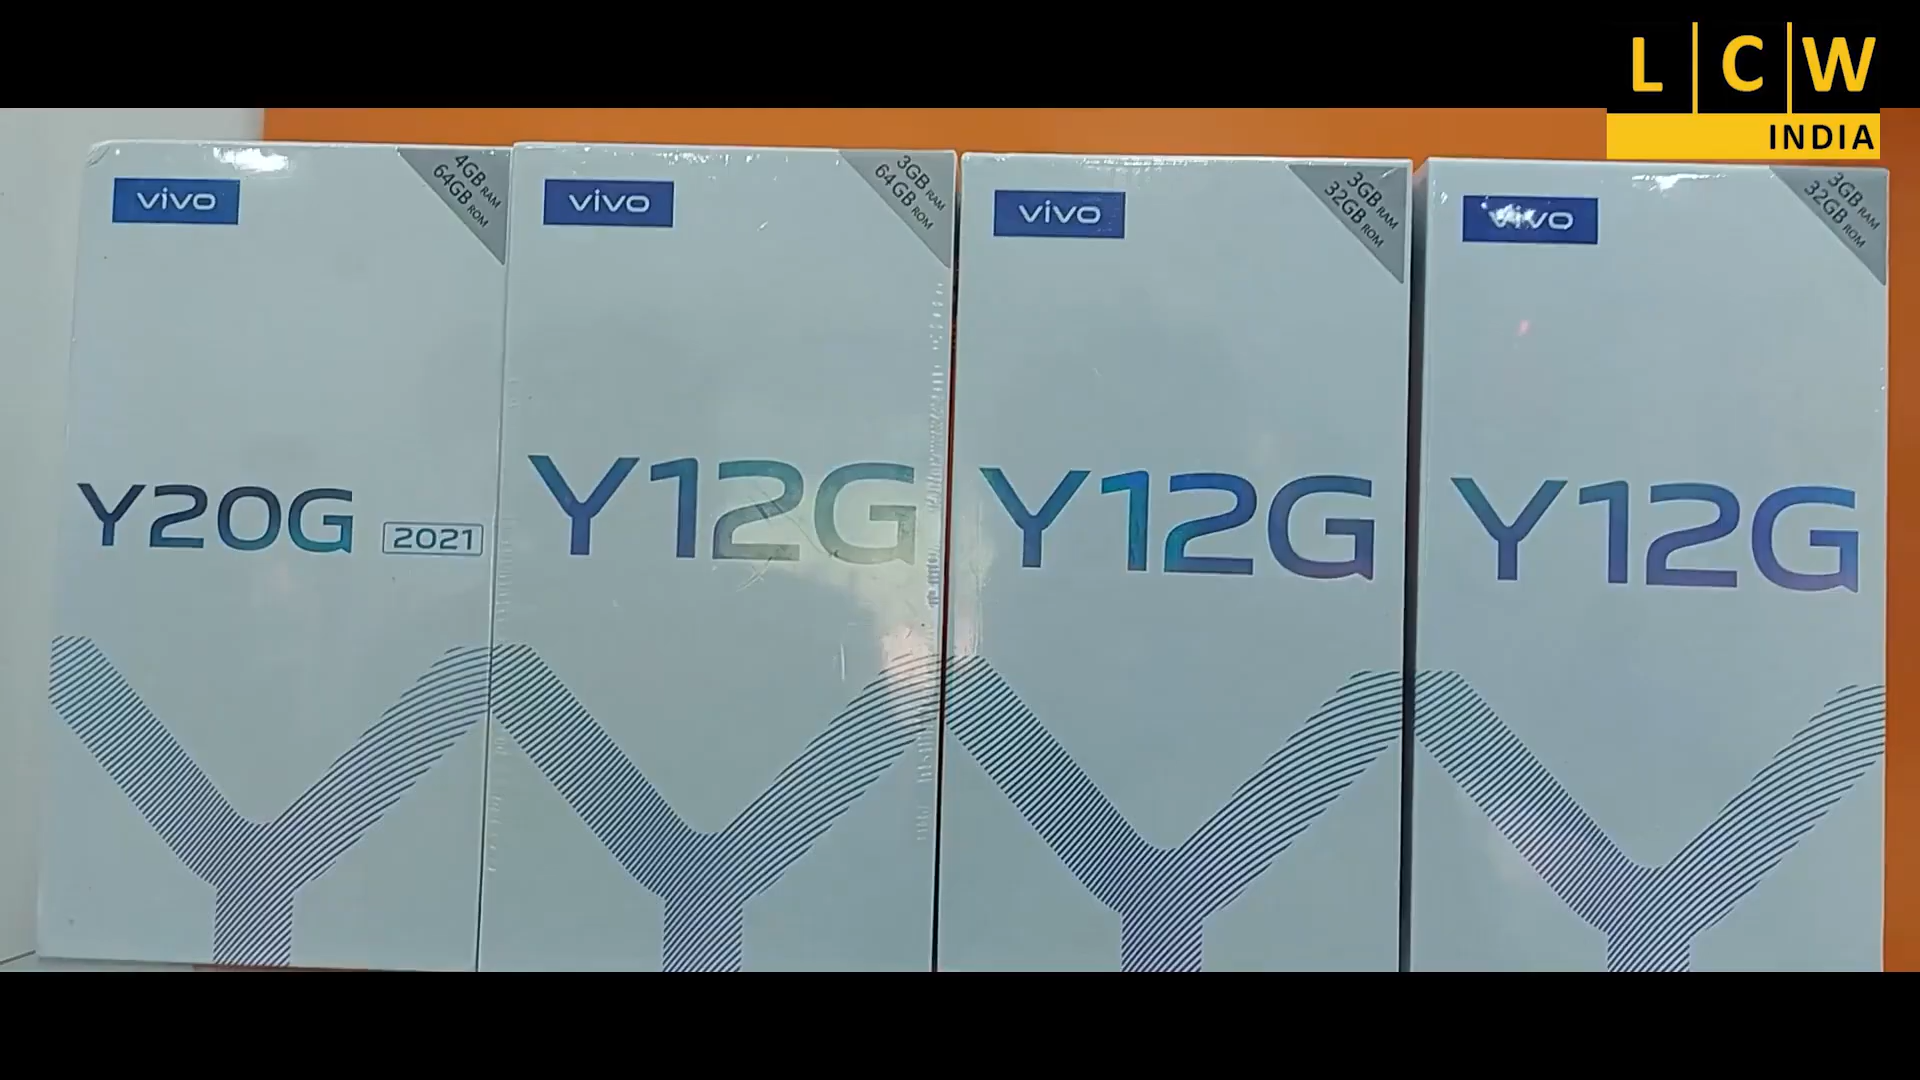 L C W
INDIA
vivo
4GB RAM
64GB ROM
Y20G 2021
vivo
3GB RAM
64GB ROM
Y12G
vivo
3GB RAM
32GB ROM
Y12G
vivo
3GB RAM
32GB ROM
Y12G